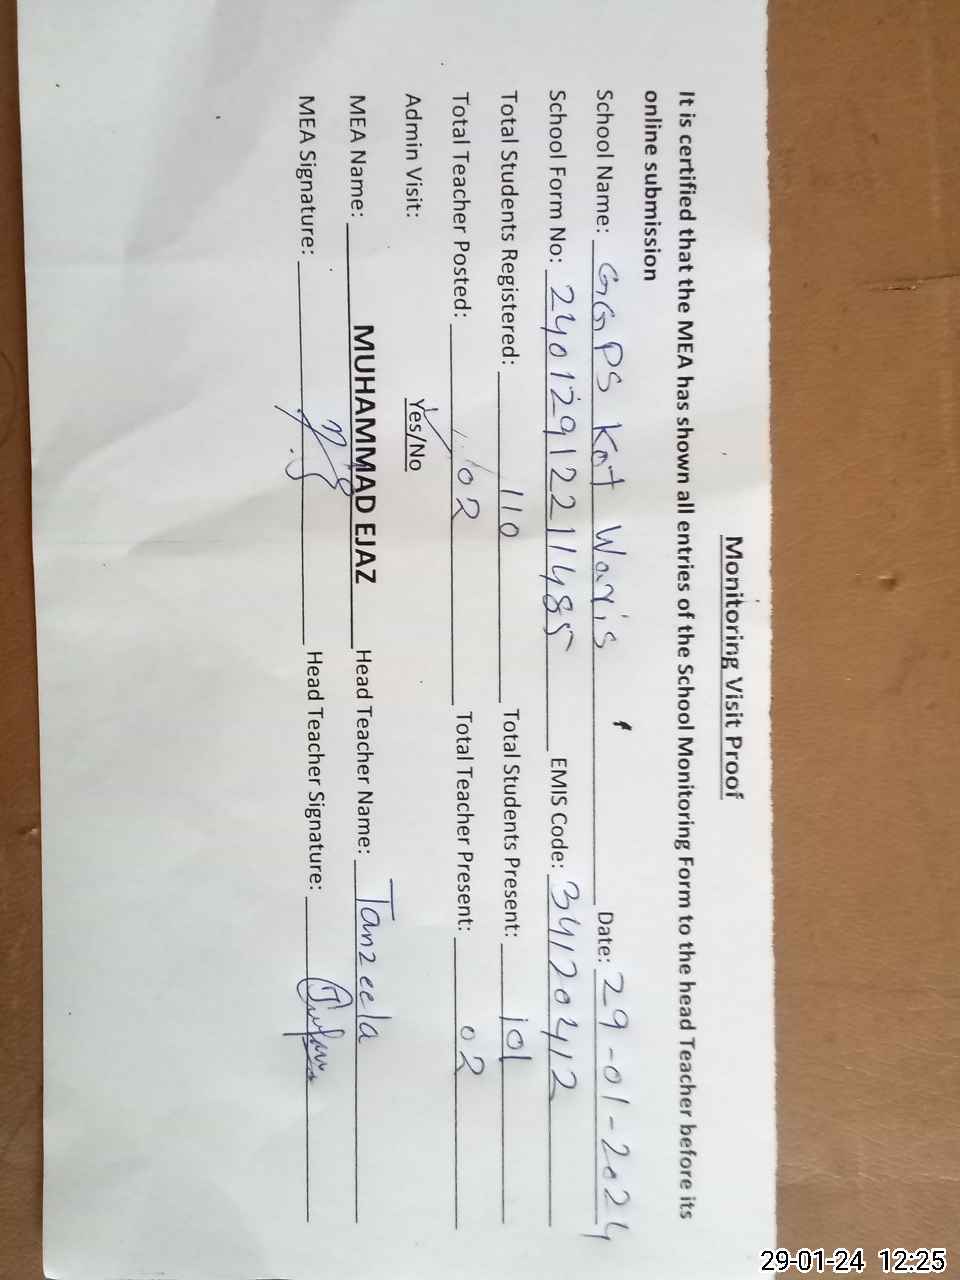 Monitoring Visit Proof
It is certified that the MEA has shown all entries of the School Monitoring Form to the head Teacher before its
online submission
School Name: GGPS Kot Waris Date: 29-01-2024
School Form No: 240129122111485 EMIS Code: 34120412
Total Students Registered: 110 Total Students Present: 101
Total Teacher Posted: 02 Total Teacher Present: 02
Admin Visit: Yes/No
MEA Name: MUHAMMAD EJAZ Head Teacher Name: Tanzeela
MEA Signature: Head Teacher Signature:
29-01-24 12:25